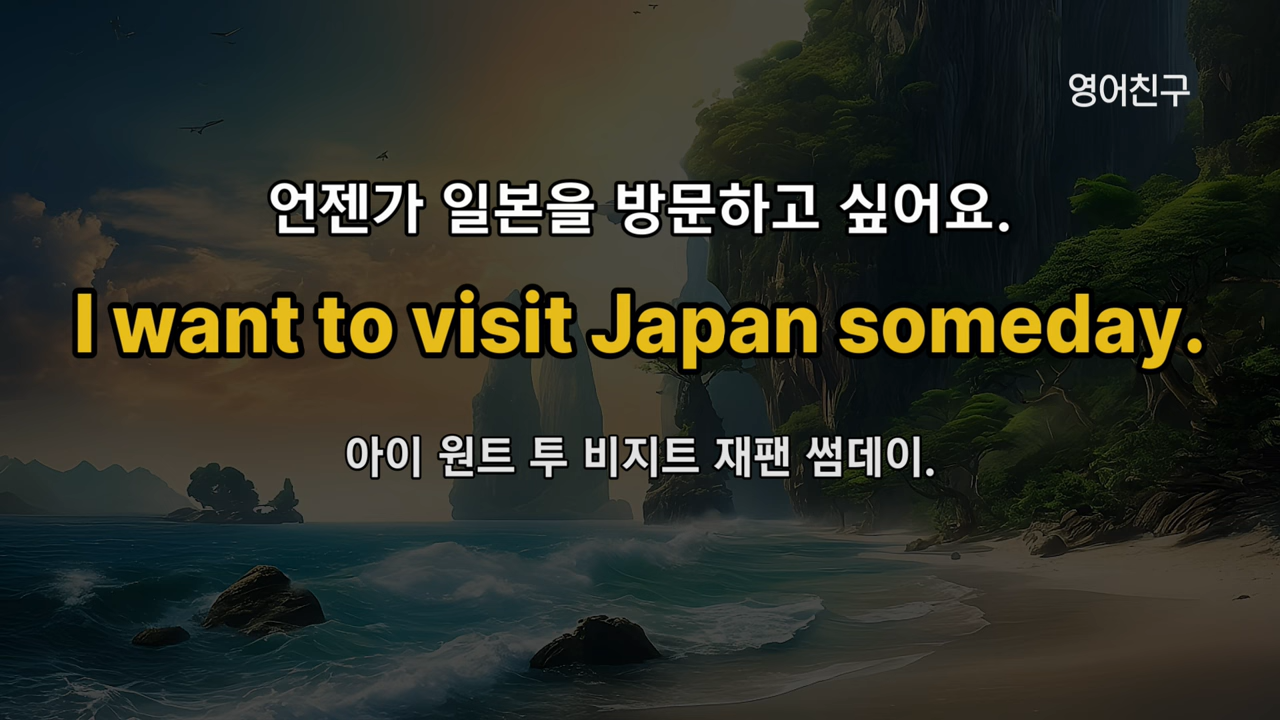 영어친구
언젠가 일본을 방문하고 싶어요.
I want to visit Japan someday.
아이 원트 투 비지트 재팬 썸데이.